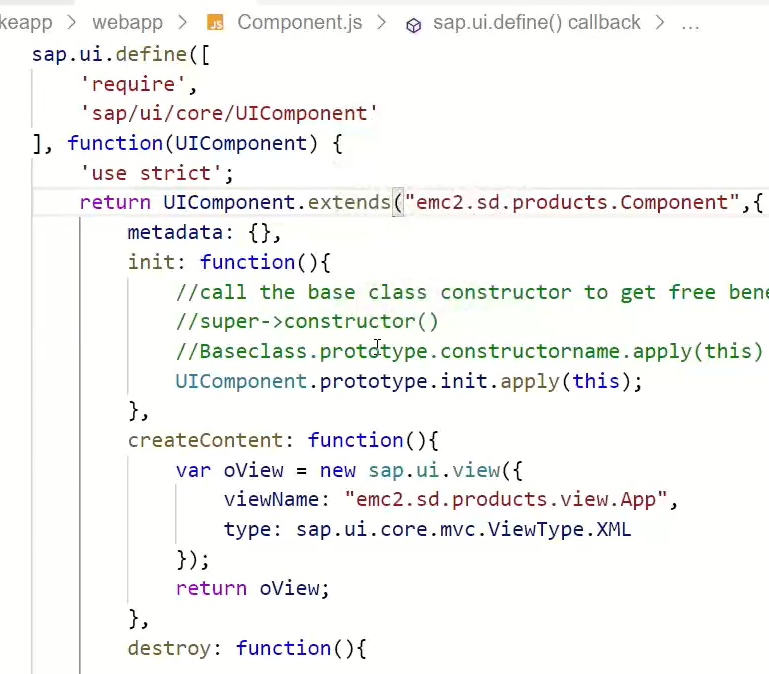 keapp > webapp > JS Component.js > sap.ui.define() callback > ...
sap.ui.define([
    'require',
    'sap/ui/core/UIComponent'
], function(UIComponent) {
    'use strict';
    return UIComponent.extends("emc2.sd.products.Component",{
        metadata: {},
        init: function(){
            //call the base class constructor to get free bene
            //super->constructor()
            //Baseclass.prototype.constructorname.apply(this)
            UIComponent.prototype.init.apply(this);
        },
        createContent: function(){
            var oView = new sap.ui.view({
                viewName: "emc2.sd.products.view.App",
                type: sap.ui.core.mvc.ViewType.XML
            });
            return oView;
        },
        destroy: function(){